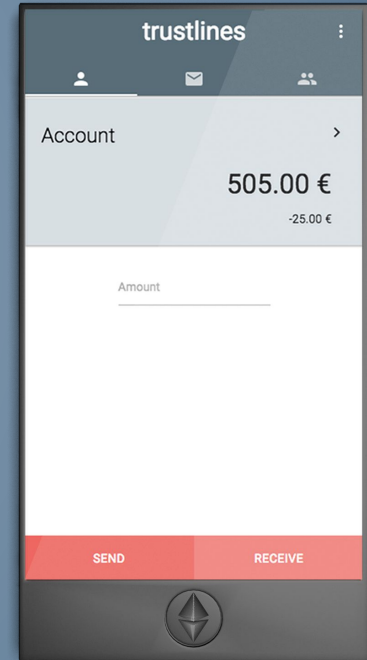 trustlines
Account
505.00 €
-25.00 €
Amount
SEND
RECEIVE